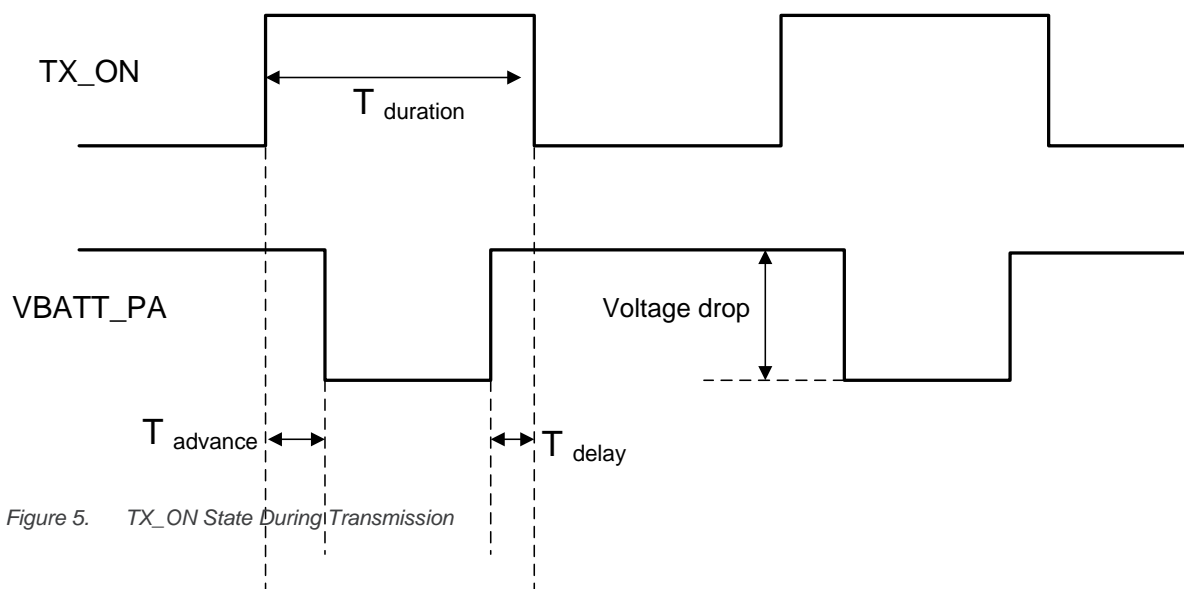 TX_ON
T duration
VBATT_PA
Voltage drop
T advance
T delay
Figure 5. TX_ON State During Transmission